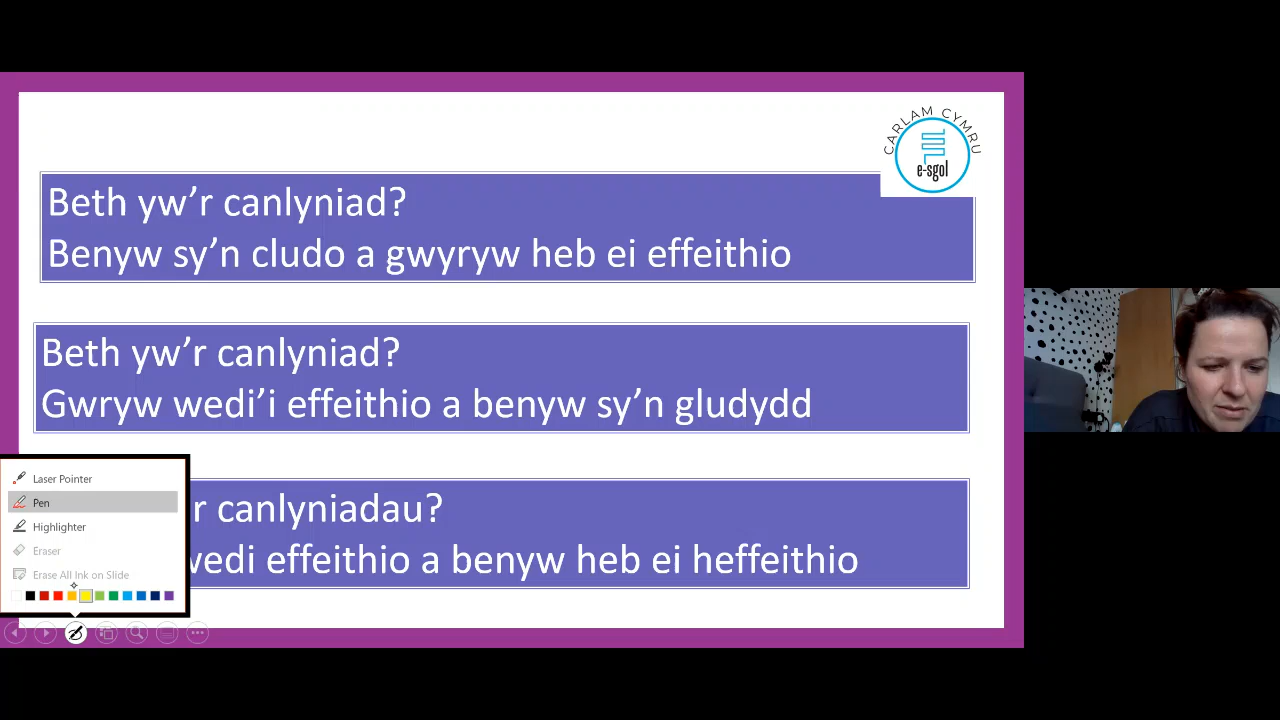 CARLAM CYMRU
e-sgol
Beth yw’r canlyniad?
Benyw sy’n cludo a gwyryw heb ei effeithio
Beth yw’r canlyniad?
Gwryw wedi’i effeithio a benyw sy’n gludydd
r canlyniadau?
wedi effeithio a benyw heb ei heffeithio
Laser Pointer
Pen
Highlighter
Eraser
Erase All Ink on Slide